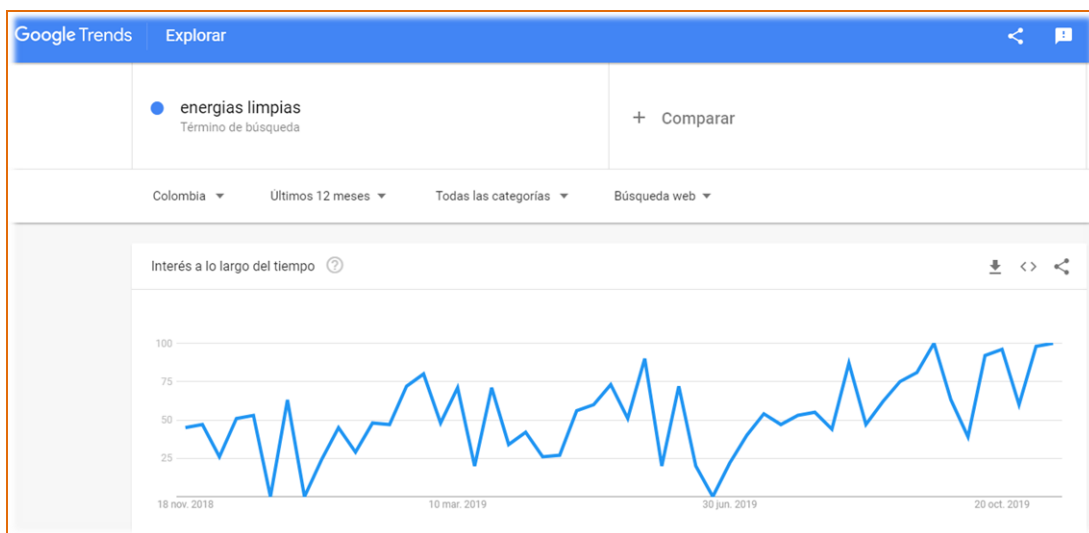 Google Trends Explorar
energias limpias
Término de búsqueda
+ Comparar
Colombia Últimos 12 meses Todas las categorías Búsqueda web
Interés a lo largo del tiempo ?
100
75
50
25
18 nov. 2018 10 mar. 2019 30 jun. 2019 20 oct. 2019